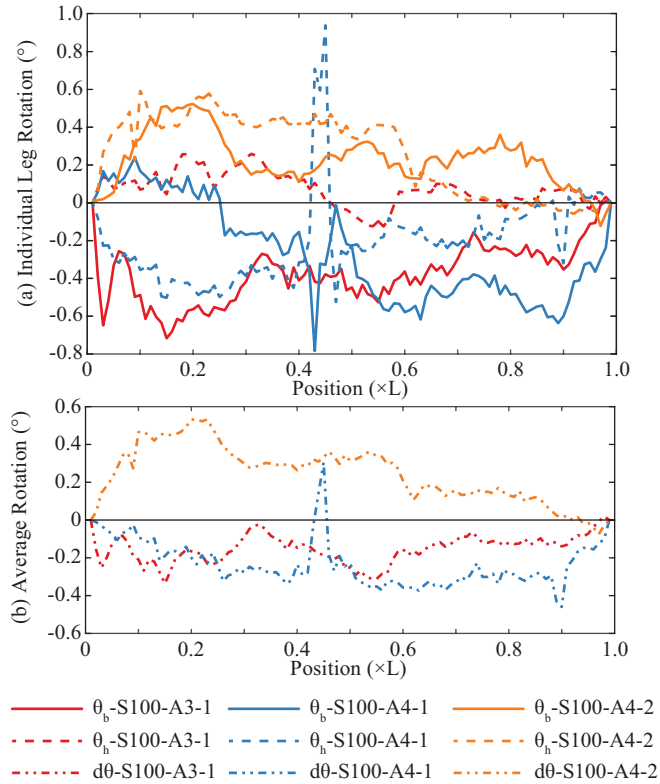 (a) Individual Leg Rotation (°)
1.0
0.8
0.6
0.4
0.2
0
-0.2
-0.4
-0.6
-0.8
0 0.2 0.4 0.6 0.8 1.0
Position (×L)
(b) Average Rotation (°)
0.6
0.4
0.2
0
-0.2
-0.4
-0.6
0 0.2 0.4 0.6 0.8 1.0
Position (×L)
θb-S100-A3-1 θb-S100-A4-1 θb-S100-A4-2
θh-S100-A3-1 θh-S100-A4-1 θh-S100-A4-2
dθ-S100-A3-1 dθ-S100-A4-1 dθ-S100-A4-2